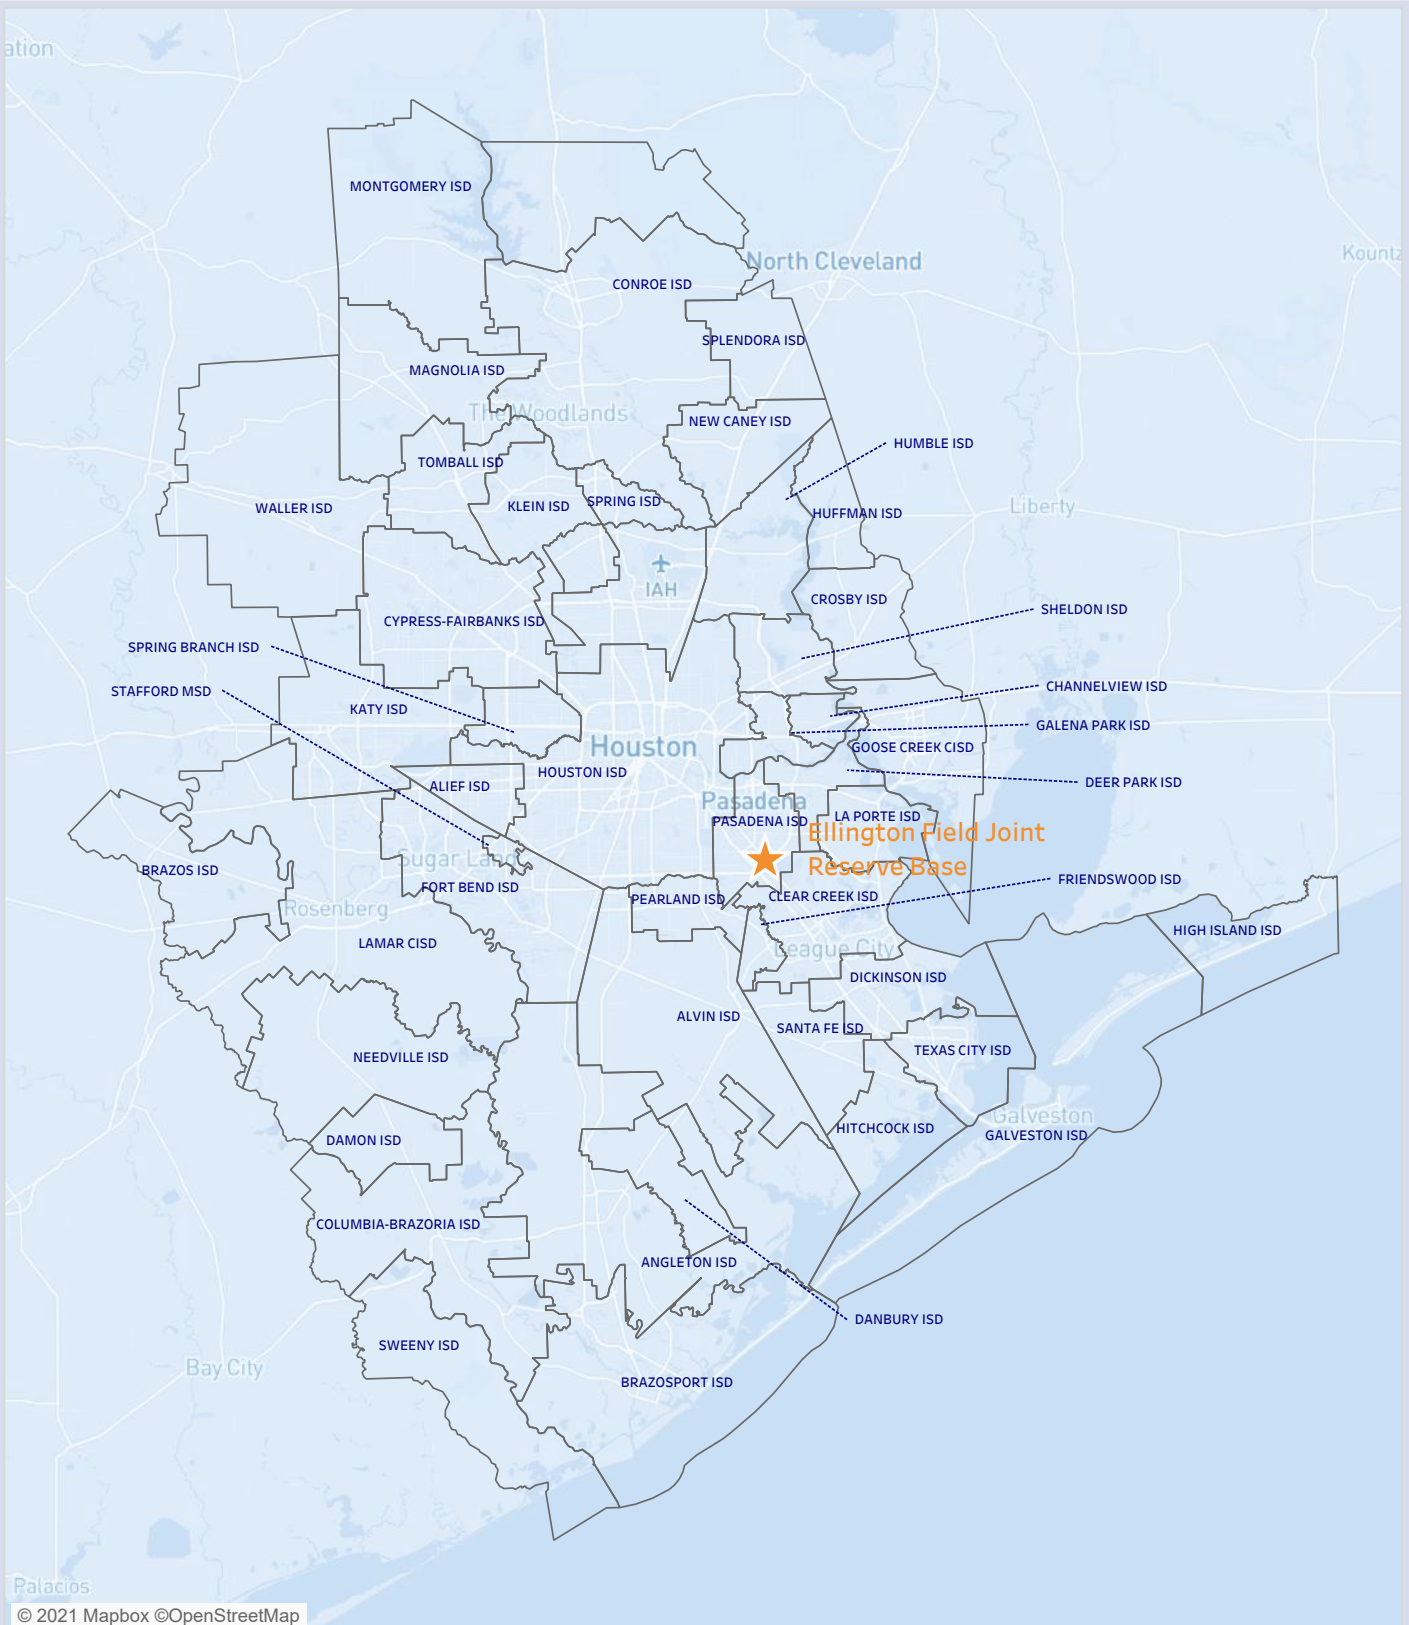 ation
MONTGOMERY ISD
North Cleveland
Kountz
CONROE ISD
SPLENDORA ISD
MAGNOLIA ISD
The Woodlands
NEW CANEY ISD
HUMBLE ISD
TOMBALL ISD
SPRING ISD
KLEIN ISD
WALLER ISD
Liberty
HUFFMAN ISD
IAH
CROSBY ISD
SHELDON ISD
CYPRESS-FAIRBANKS ISD
SPRING BRANCH ISD
CHANNELVIEW ISD
STAFFORD MSD
KATY ISD
GALENA PARK ISD
Houston
GOOSE CREEK CISD
HOUSTON ISD
DEER PARK ISD
ALIEF ISD
Pasadena
PASADENA ISD
LA PORTE ISD
Ellington Field Joint
Reserve Base
Sugar Land
BRAZOS ISD
FRIENDSWOOD ISD
FORT BEND ISD
PEARLAND ISD
CLEAR CREEK ISD
Rosenberg
HIGH ISLAND ISD
LAMAR CISD
League City
DICKINSON ISD
ALVIN ISD
SANTA FE ISD
TEXAS CITY ISD
NEEDVILLE ISD
Galveston
HITCHCOCK ISD
GALVESTON ISD
DAMON ISD
COLUMBIA-BRAZORIA ISD
ANGLETON ISD
DANBURY ISD
SWEENY ISD
Bay City
BRAZOSPORT ISD
Palacios
© 2021 Mapbox ©OpenStreetMap